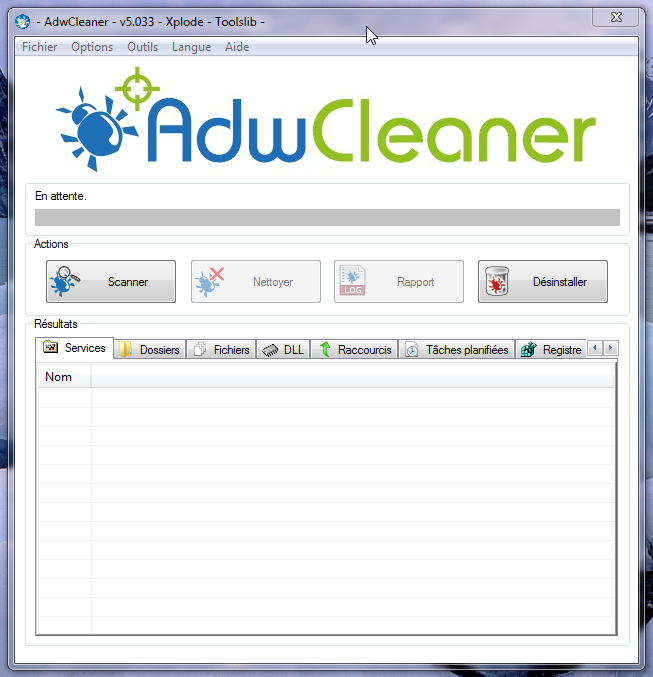 - AdwCleaner - v5.033 - Xplode - Toolslib -
Fichier Options Outils Langue Aide
AdwCleaner
En attente.
Actions
Scanner Nettoyer LOG Rapport Désinstaller
Résultats
Services Dossiers Fichiers DLL Raccourcis Tâches planifiées Registre
Nom